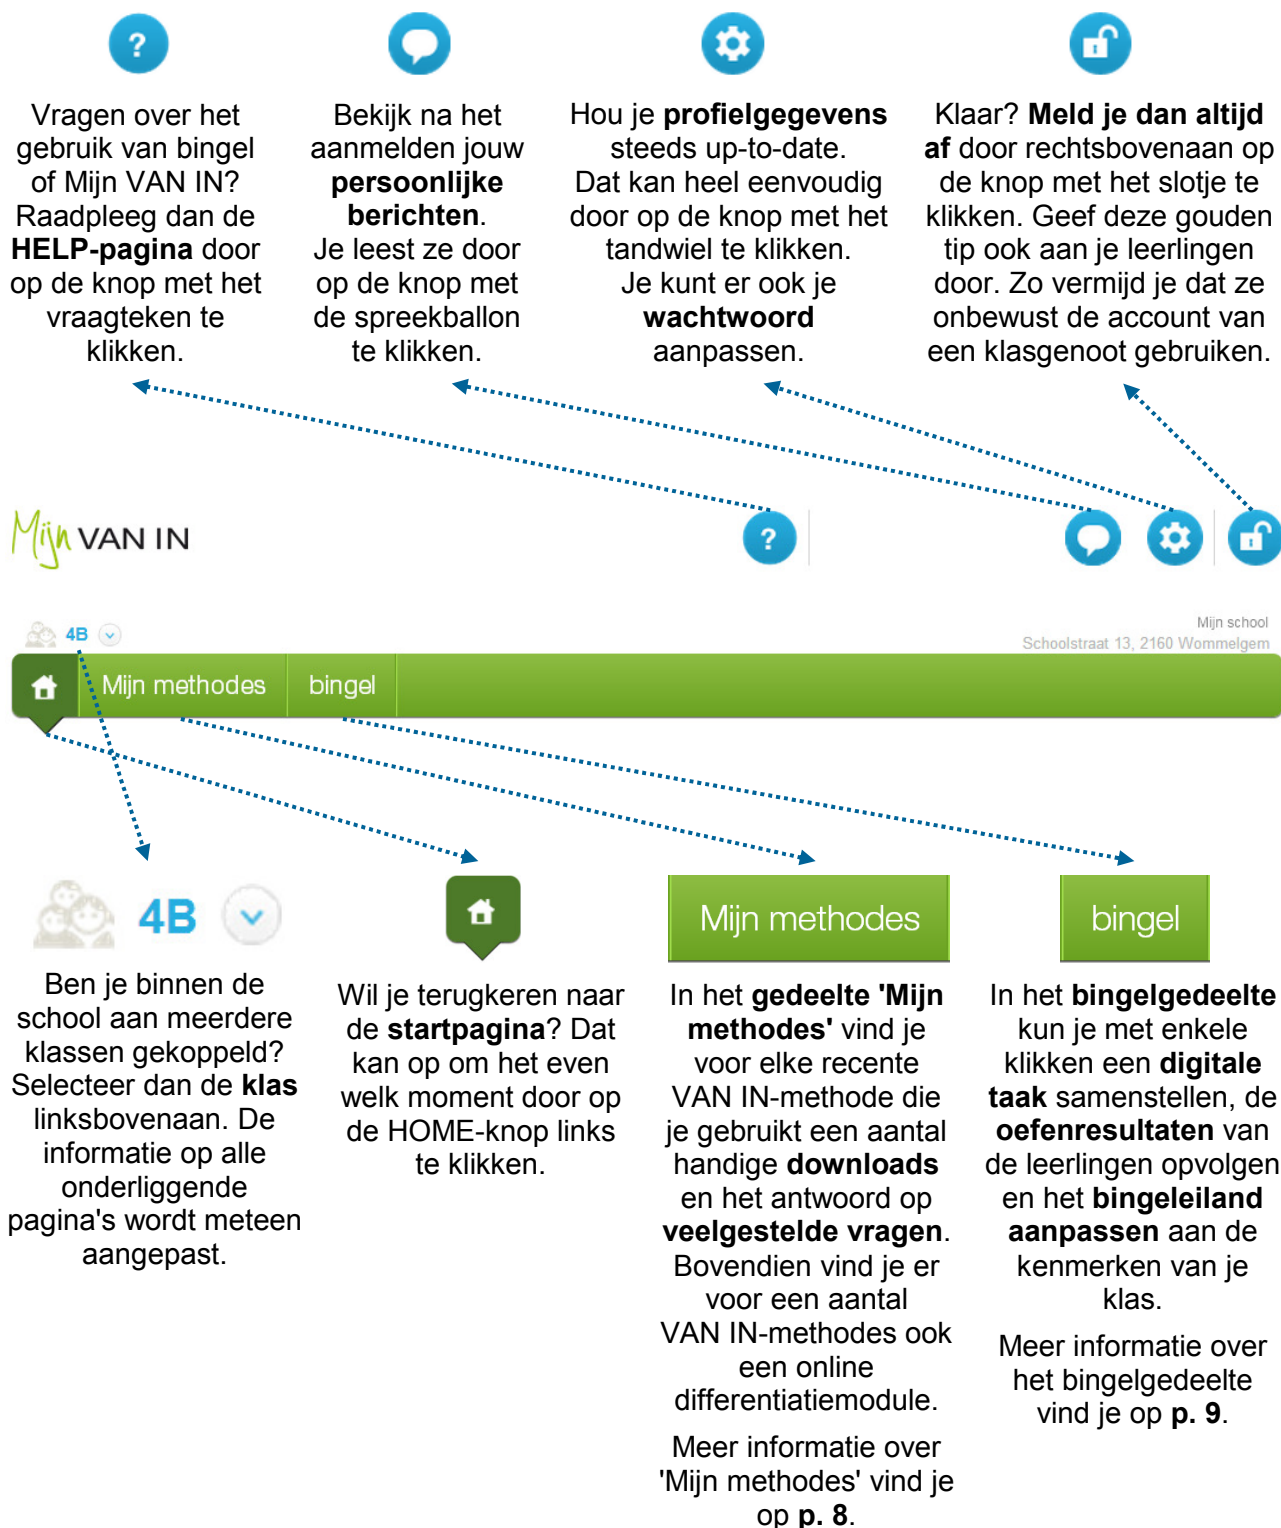 ?
Vragen over het
gebruik van bingel
of Mijn VAN IN?
Raadpleeg dan de
HELP-pagina door
op de knop met het
vraagteken te
klikken.
Bekijk na het
aanmelden jouw
persoonlijke
berichten.
Je leest ze door
op de knop met
de spreekballon
te klikken.
Hou je profielgegevens
steeds up-to-date.
Dat kan heel eenvoudig
door op de knop met het
tandwiel te klikken.
Je kunt er ook je
wachtwoord
aanpassen.
Klaar? Meld je dan altijd
af door rechtsbovenaan op
de knop met het slotje te
klikken. Geef deze gouden
tip ook aan je leerlingen
door. Zo vermijd je dat ze
onbewust de account van
een klasgenoot gebruiken.
Mijn VAN IN
?
4B
Mijn school
Schoolstraat 13, 2160 Wommelgem
Mijn methodes
bingel
4B
Ben je binnen de
school aan meerdere
klassen gekoppeld?
Selecteer dan de klas
linksbovenaan. De
informatie op alle
onderliggende
pagina's wordt meteen
aangepast.
Wil je terugkeren naar
de startpagina? Dat
kan op om het even
welk moment door op
de HOME-knop links
te klikken.
Mijn methodes
In het gedeelte 'Mijn
methodes' vind je
voor elke recente
VAN IN-methode die
je gebruikt een aantal
handige downloads
en het antwoord op
veelgestelde vragen.
Bovendien vind je er
voor een aantal
VAN IN-methodes ook
een online
differentiatiemodule.
Meer informatie over
'Mijn methodes' vind je
op p. 8.
bingel
In het bingelgedeelte
kun je met enkele
klikken een digitale
taak samenstellen, de
oefenresultaten van
de leerlingen opvolgen
en het bingeleiland
aanpassen aan de
kenmerken van je
klas.
Meer informatie over
het bingelgedeelte
vind je op p. 9.